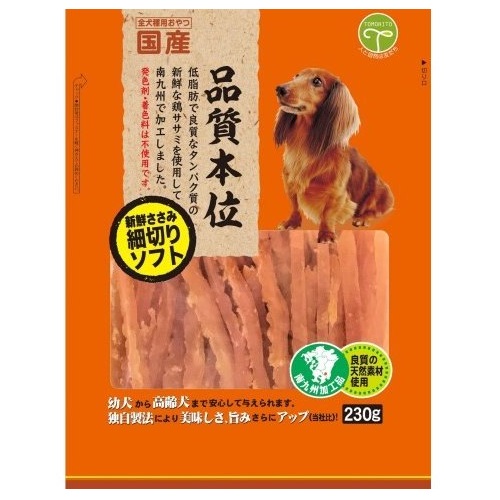 全犬種用おやつ
国産
品質本位
低脂肪で良質なタンパク質の
新鮮な鶏ササミを使用して
南九州で加工しました。
発色剤・着色料は不使用です。
TOMOHITO
新鮮ささみ
細切り
ソフト
南九州加工品
良質の
天然素材
使用
幼犬から高齢犬まで安心して与えられます。
独自製法により美味しさ、旨みさらにアップ(当社比)!
230g